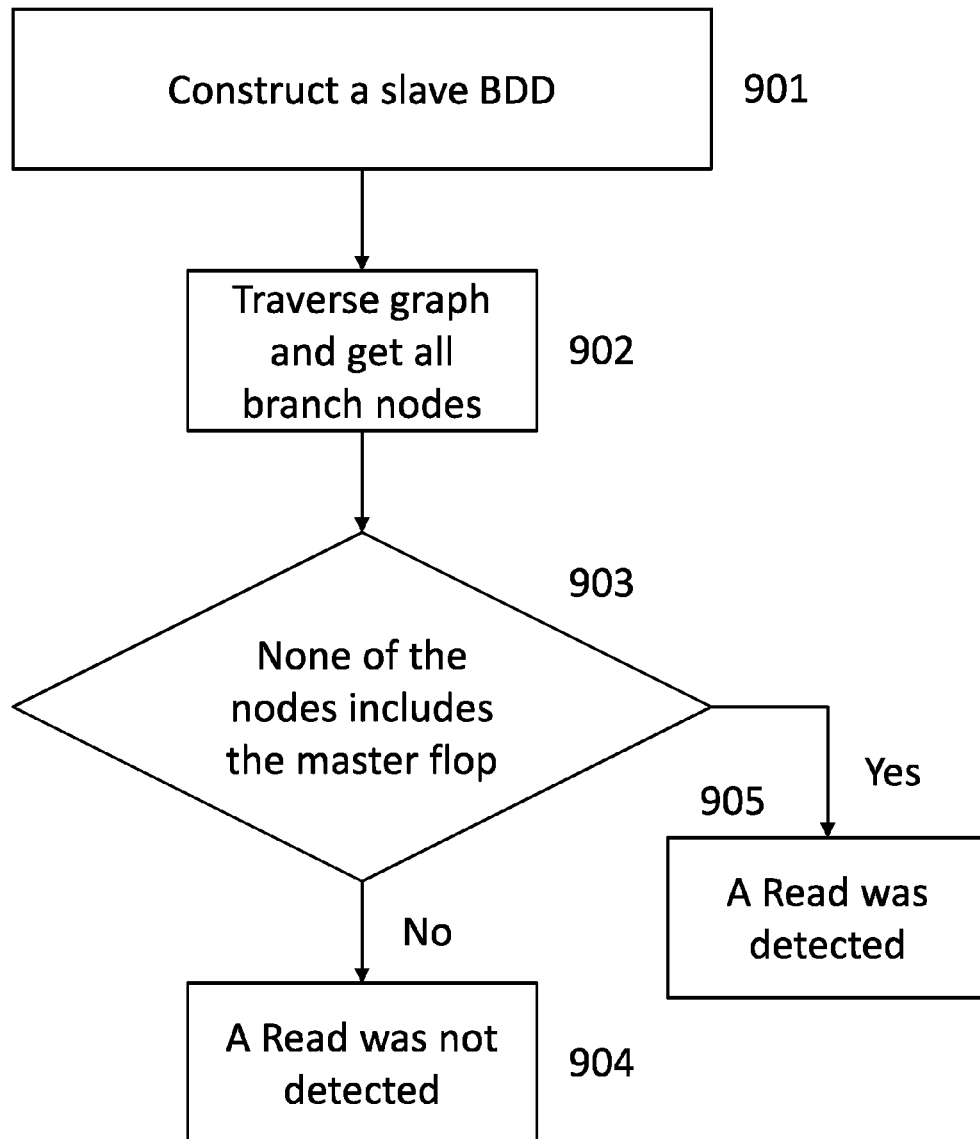 Construct a slave BDD
901
Traverse graph
and get all
branch nodes
902
903
None of the
nodes includes
the master flop
Yes
905
A Read was
detected
No
A Read was not
detected
904